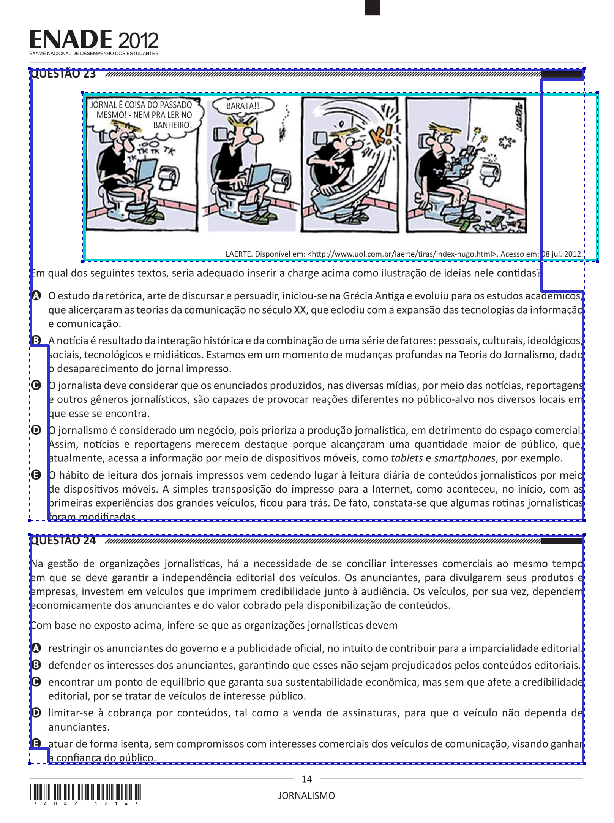 ENADE 2012
EXAME NACIONAL DE DESEMPENHO DOS ESTUDANTES
QUESTÃO 23
JORNAL É COISA DO PASSADO
MESMO! - NEM PRA LER NO
BANHEIRO!
TK TK
TK TK
BARATA!!
K!
LAERTE
LAERTE. Disponível em: <http://www.uol.com.br/laerte/tiras/index-hugo.html>. Acesso em: 08 jul. 2012.
Em qual dos seguintes textos, seria adequado inserir a charge acima como ilustração de ideias nele contidas?
A O estudo da retórica, arte de discursar e persuadir, iniciou-se na Grécia Antiga e evoluiu para os estudos acadêmicos,
que alicerçaram as teorias da comunicação no século XX, que eclodiu com a expansão das tecnologias da informação
e comunicação.
B A notícia é resultado da interação histórica e da combinação de uma série de fatores: pessoais, culturais, ideológicos,
sociais, tecnológicos e midiáticos. Estamos em um momento de mudanças profundas na Teoria do Jornalismo, dado
o desaparecimento do jornal impresso.
C O jornalista deve considerar que os enunciados produzidos, nas diversas mídias, por meio das notícias, reportagens
e outros gêneros jornalísticos, são capazes de provocar reações diferentes no público-alvo nos diversos locais em
que esse se encontra.
D O jornalismo é considerado um negócio, pois prioriza a produção jornalística, em detrimento do espaço comercial.
Assim, notícias e reportagens merecem destaque porque alcançaram uma quantidade maior de público, que,
atualmente, acessa a informação por meio de dispositivos móveis, como tablets e smartphones, por exemplo.
E O hábito de leitura dos jornais impressos vem cedendo lugar à leitura diária de conteúdos jornalísticos por meio
de dispositivos móveis. A simples transposição do impresso para a Internet, como aconteceu, no início, com as
primeiras experiências dos grandes veículos, ficou para trás. De fato, constata-se que algumas rotinas jornalísticas
foram modificadas.
QUESTÃO 24
Na gestão de organizações jornalísticas, há a necessidade de se conciliar interesses comerciais ao mesmo tempo
em que se deve garantir a independência editorial dos veículos. Os anunciantes, para divulgarem seus produtos e
empresas, investem em veículos que imprimem credibilidade junto à audiência. Os veículos, por sua vez, dependem
economicamente dos anunciantes e do valor cobrado pela disponibilização de conteúdos.
Com base no exposto acima, infere-se que as organizações jornalísticas devem
A restringir os anunciantes do governo e a publicidade oficial, no intuito de contribuir para a imparcialidade editorial.
B defender os interesses dos anunciantes, garantindo que esses não sejam prejudicados pelos conteúdos editoriais.
C encontrar um ponto de equilíbrio que garanta sua sustentabilidade econômica, mas sem que afete a credibilidade
editorial, por se tratar de veículos de interesse público.
D limitar-se à cobrança por conteúdos, tal como a venda de assinaturas, para que o veículo não dependa de
anunciantes.
E atuar de forma isenta, sem compromissos com interesses comerciais dos veículos de comunicação, visando ganhar
a confiança do público.
14
JORNALISMO